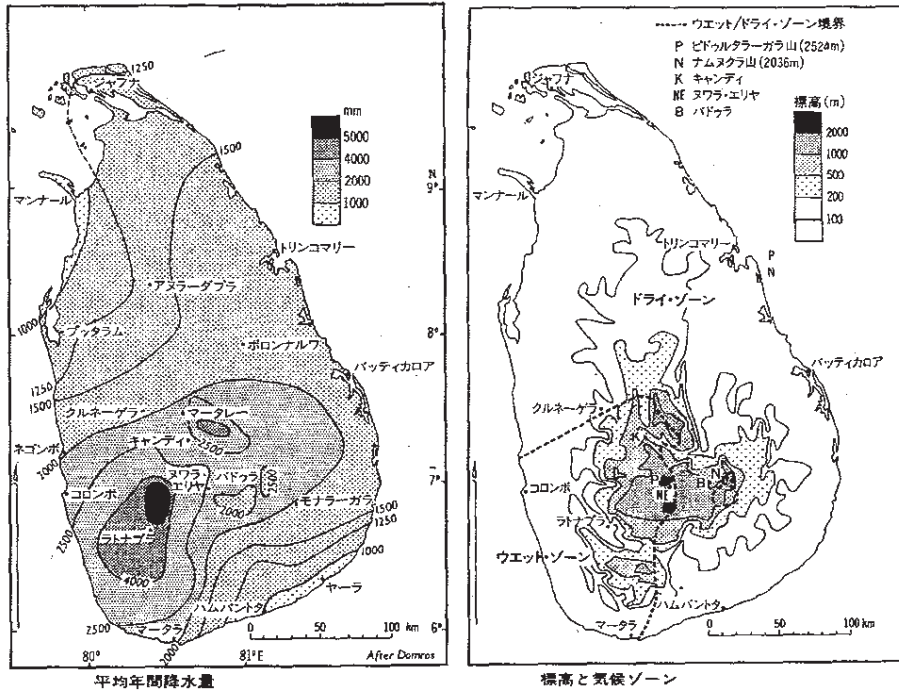 1250
ジャフナ
mm
5000
4000
2000
1000
1500
N
9°
マンナール
トリンコマリー
アヌラーダプラ
1000
プッタラム
8°
ポロンナルワ
バッティカロア
1250
1500
クルネーゲラ
マータレー
キャンディ
2500
ネゴンボ
2000
ヌワラ・
エリヤ
バドゥラ
2500
7°
コロンボ
2000
モナラーガラ
1500
1250
2500
ラトナプラ
1000
4000
ヤーラ
ハムバントタ
2500
マータラ
2000
0 50 100 km
6°
80° 81°E
After Domros
平均年間降水量
ウエット/ドライ・ゾーン境界
P ピドゥルタラーガラ山(2524m)
N ナムヌクラ山(2036m)
K キャンディ
NE ヌワラ・エリヤ
B バドゥラ
ジャフナ
標高(m)
2000
1000
500
200
100
マンナール
トリンコマリー
P
N
ドライ・ゾーン
バッティカロア
クルネーゲラ
K
P
B
NE
コロンボ
ラトナプラ
ウエット・ゾーン
ハムバントタ
マータラ
0 50 100 km
標高と気候ゾーン